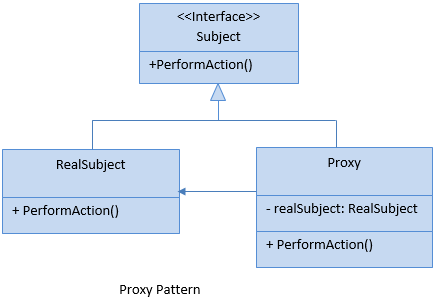 <<Interface>>
Subject
+PerformAction()
RealSubject
+ PerformAction()
Proxy
- realSubject: RealSubject
+ PerformAction()
Proxy Pattern